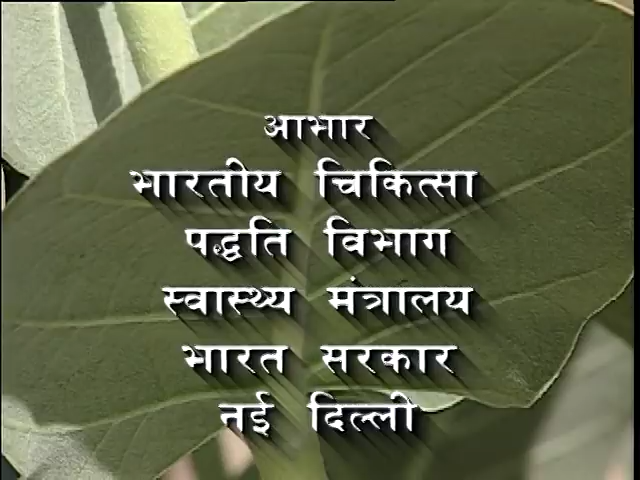 आभार
भारतीय चिकित्सा
पद्धति विभाग
स्वास्थ्य मंत्रालय
भारत सरकार
नई दिल्ली